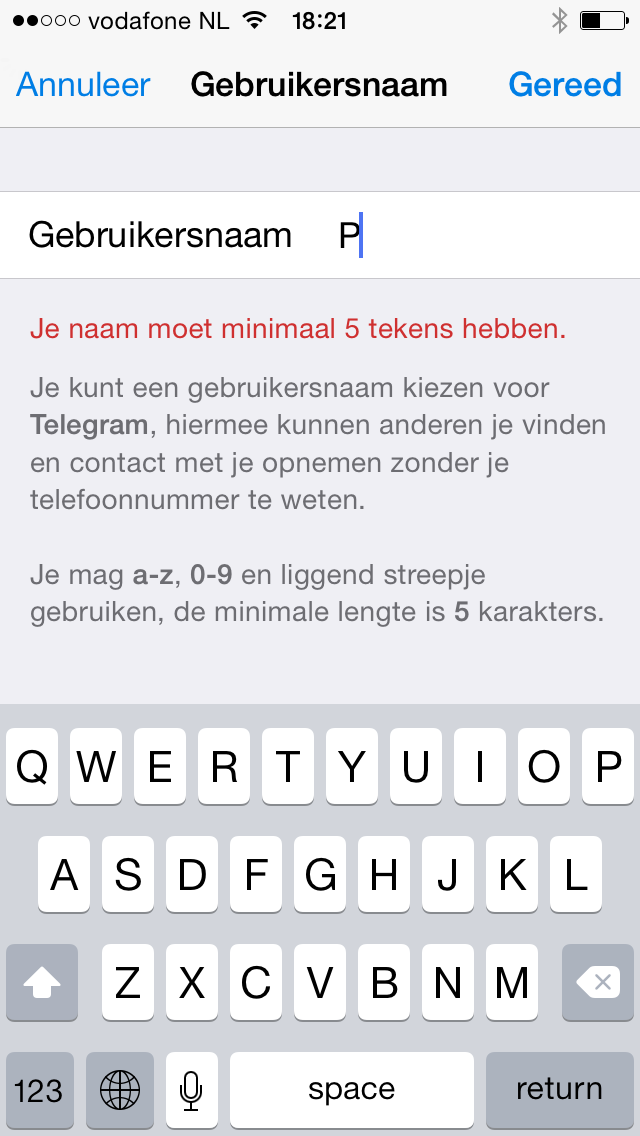 vodafone NL 18:21
Annuleer Gebruikersnaam Gereed
Gebruikersnaam P
Je naam moet minimaal 5 tekens hebben.
Je kunt een gebruikersnaam kiezen voor
Telegram, hiermee kunnen anderen je vinden
en contact met je opnemen zonder je
telefoonnummer te weten.
Je mag a-z, 0-9 en liggend streepje
gebruiken, de minimale lengte is 5 karakters.
Q W E R T Y U I O P
A S D F G H J K L
Z X C V B N M
123 space return